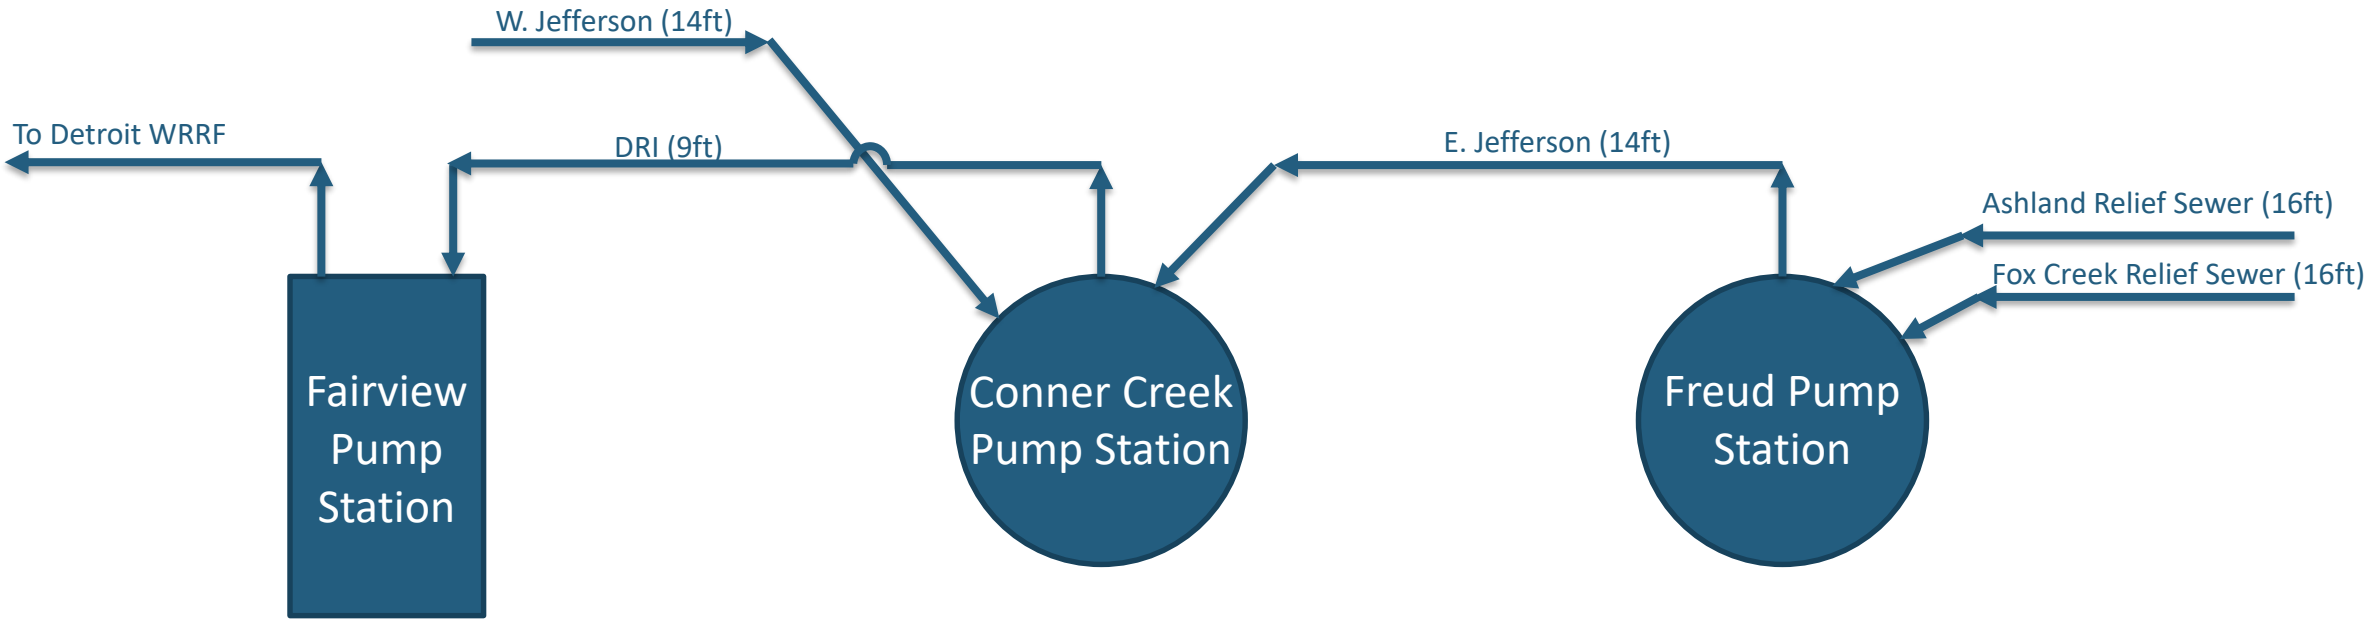 W. Jefferson (14ft)
To Detroit WRRF
DRI (9ft)
E. Jefferson (14ft)
Ashland Relief Sewer (16ft)
Fox Creek Relief Sewer (16ft)
Fairview
Pump
Station
Conner Creek
Pump Station
Freud Pump
Station